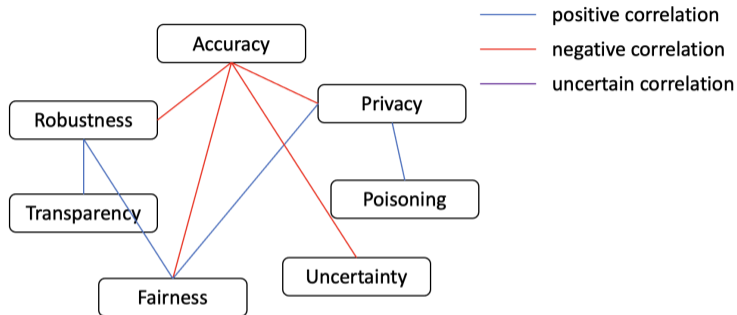 positive correlation
Accuracy
negative correlation
uncertain correlation
Privacy
Robustness
Transparency
Poisoning
Uncertainty
Fairness